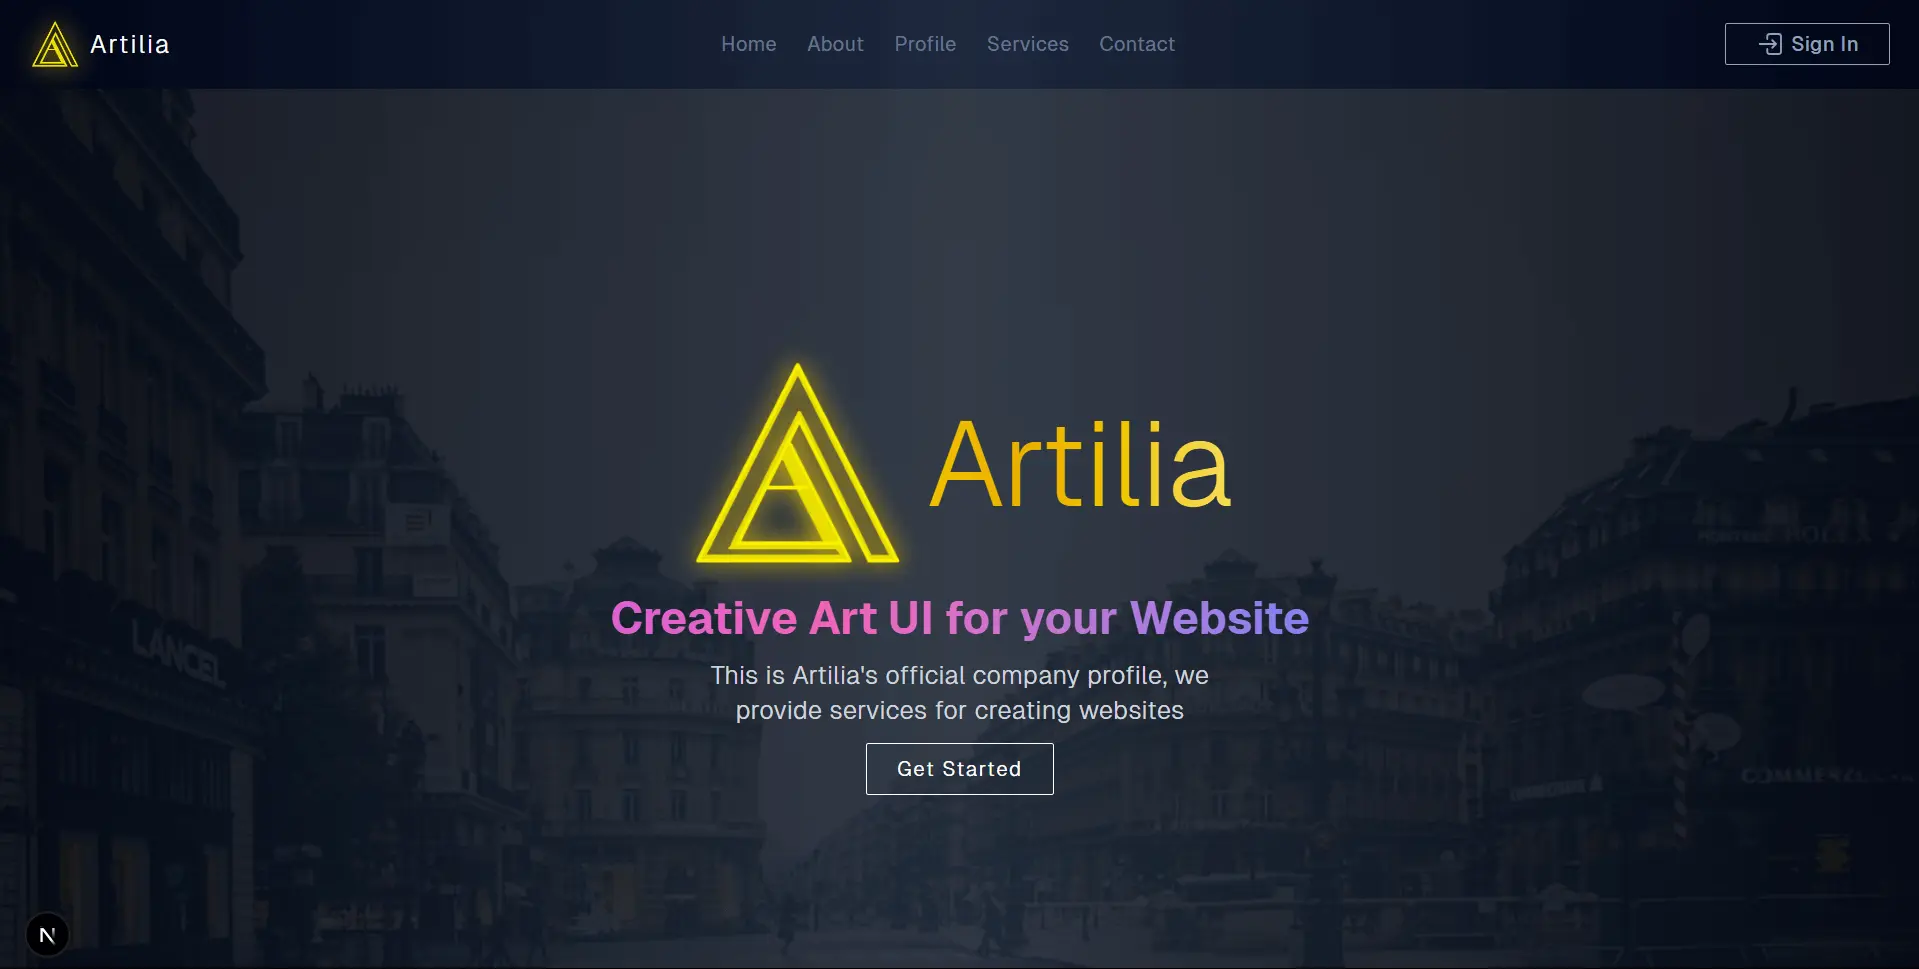 Artilia
Home About Profile Services Contact
Sign In
Artilia
Creative Art UI for your Website
This is Artilia's official company profile, we
provide services for creating websites
Get Started
LANCEL
ROLEX
N